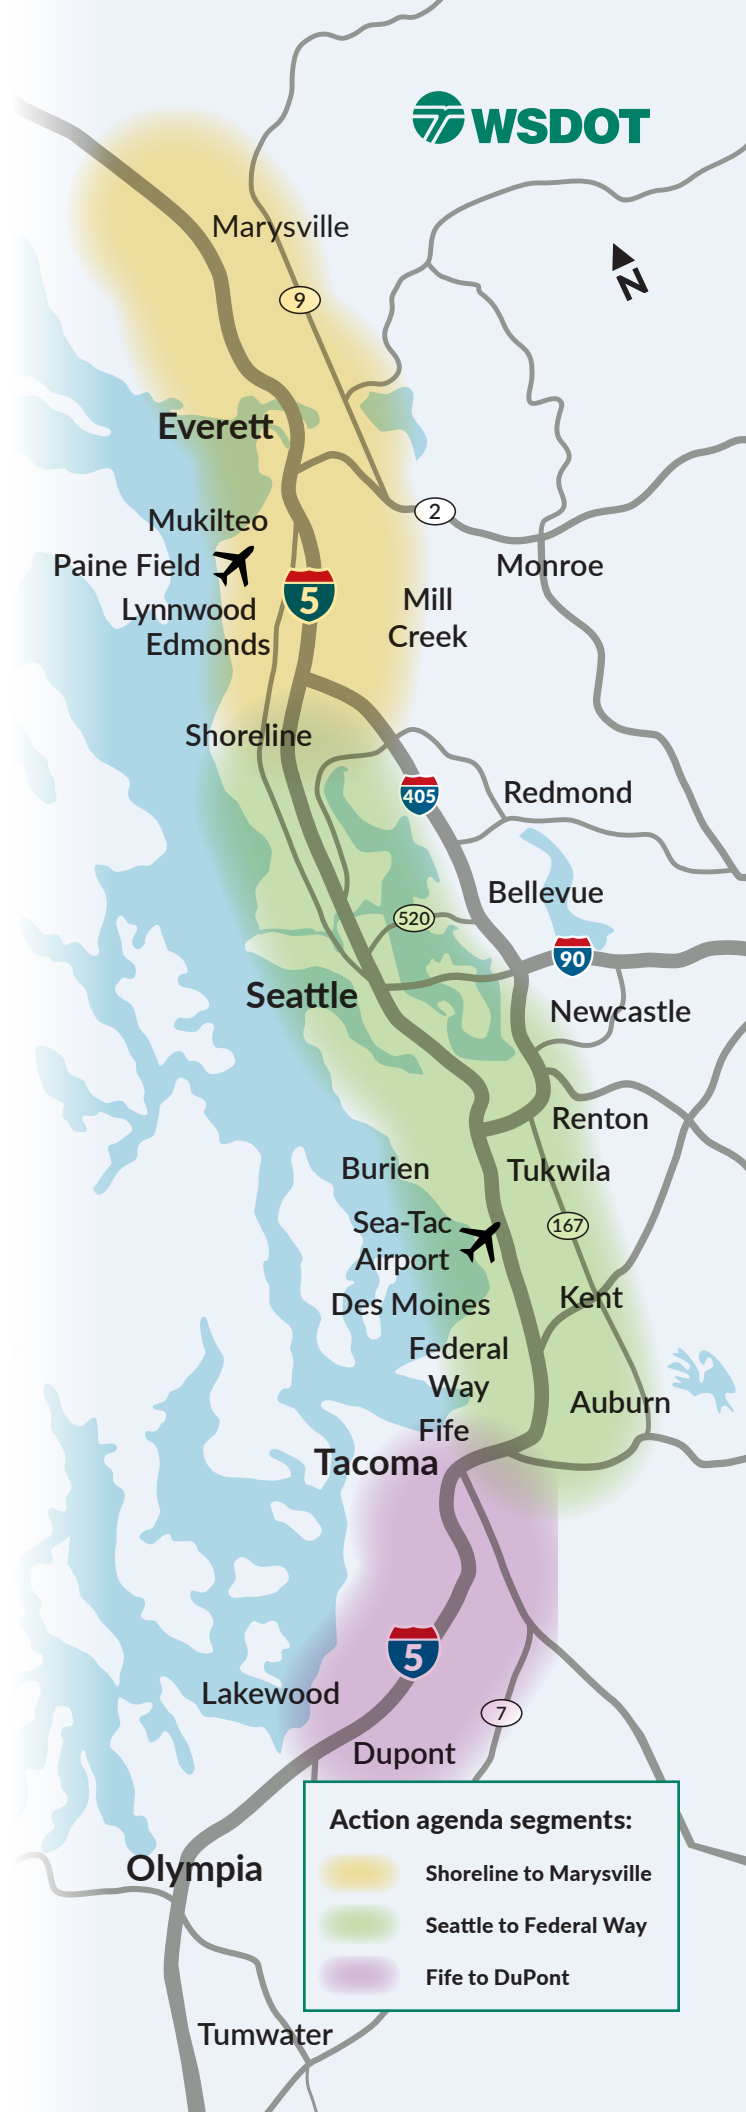 WSDOT
Marysville
N
9
Everett
2
Mukilteo
Paine Field
Monroe
5
Mill
Creek
Lynnwood
Edmonds
Shoreline
405
Redmond
Bellevue
520
90
Seattle
Newcastle
Renton
Burien
Tukwila
Sea-Tac
Airport
167
Des Moines
Kent
Federal
Way
Auburn
Fife
Tacoma
5
Lakewood
7
Dupont
Action agenda segments:
Shoreline to Marysville
Seattle to Federal Way
Fife to DuPont
Olympia
Tumwater